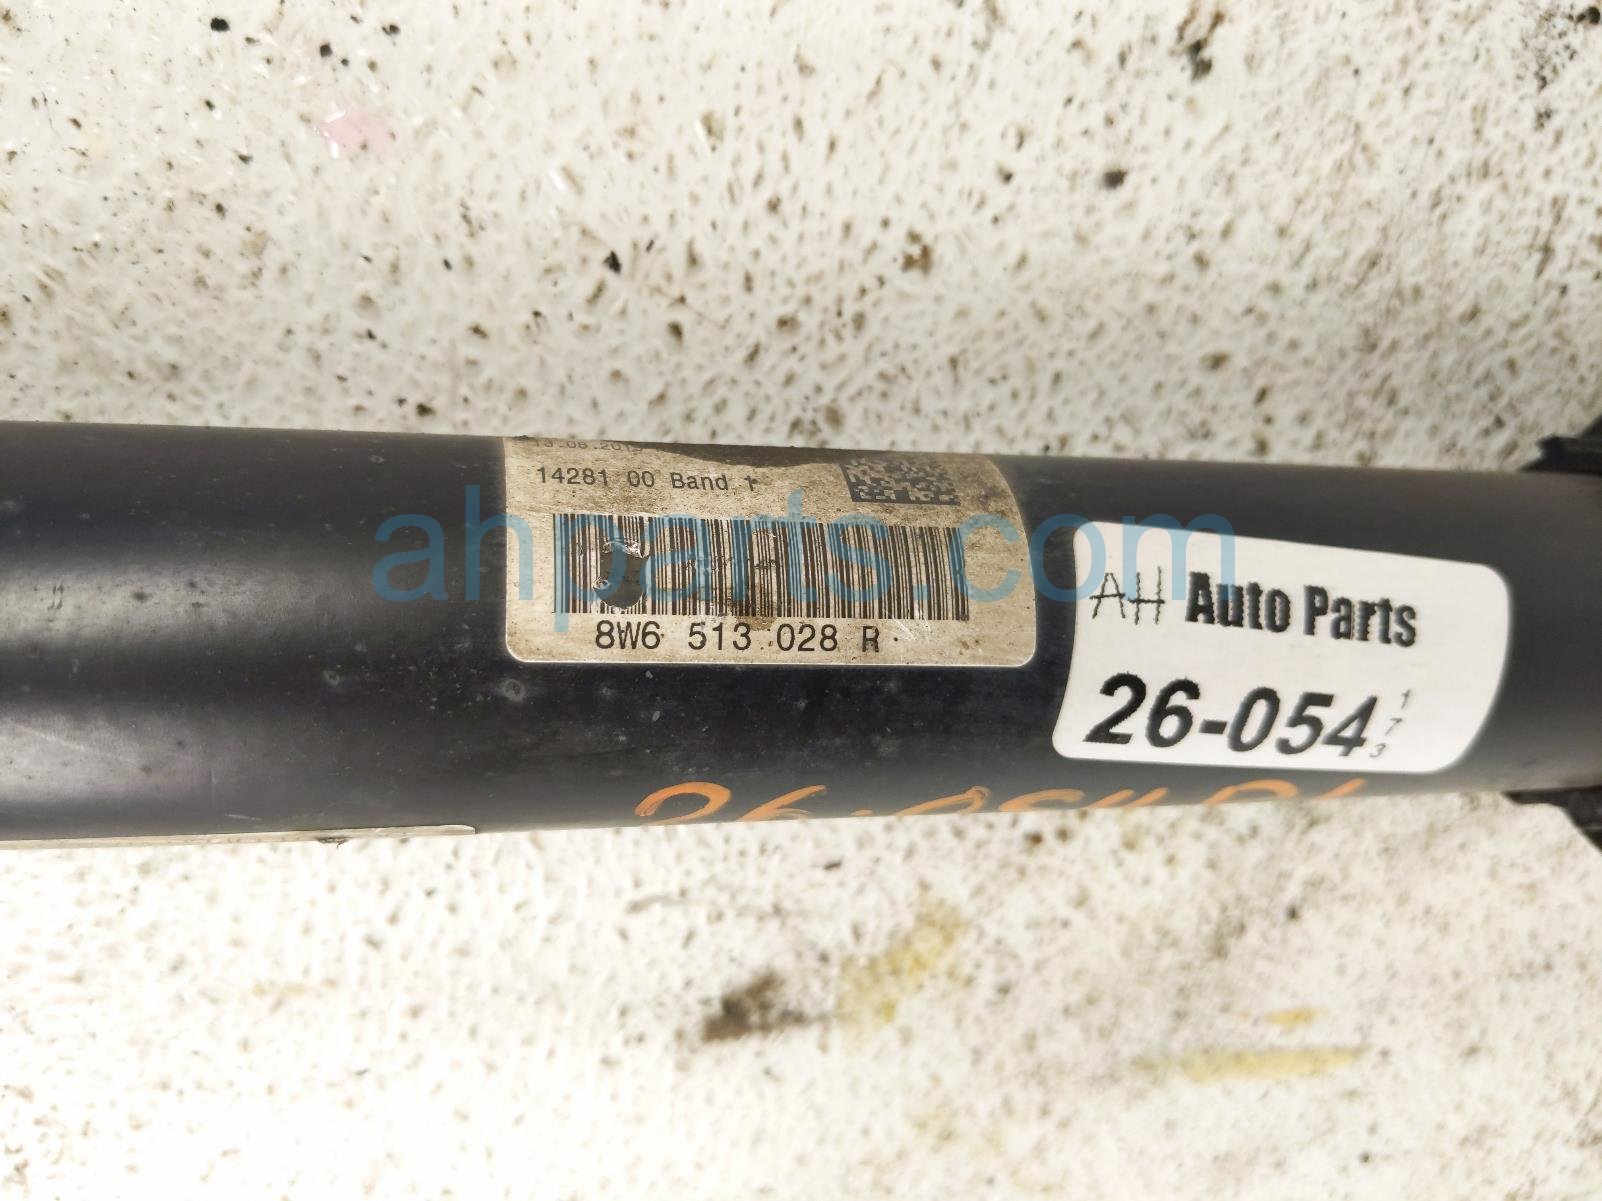 14281 00 Band 1
8W6 513 028 R
ahparts.com
AH Auto Parts
26-054
173